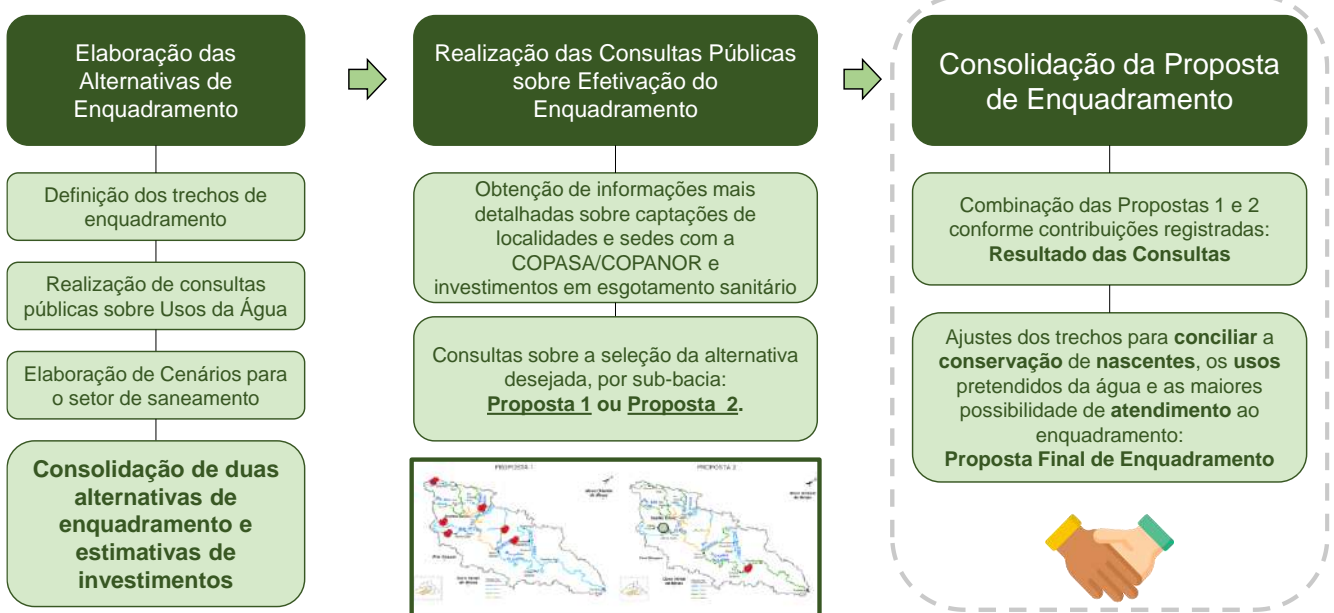 Elaboração das
Alternativas de
Enquadramento
Definição dos trechos de
enquadramento
Realização de consultas
públicas sobre Usos da Água
Elaboração de Cenários para
o setor de saneamento
Consolidação de duas
alternativas de
enquadramento e
estimativas de
investimentos
Realização das Consultas Públicas
sobre Efetivação do
Enquadramento
Obtenção de informações mais
detalhadas sobre captações de
localidades e sedes com a
COPASA/COPANOR e
investimentos em esgotamento sanitário
Consultas sobre a seleção da alternativa
desejada, por sub-bacia:
Proposta 1 ou Proposta 2.
PROPOSTA 1
PROPOSTA 2
Consolidação da Proposta
de Enquadramento
Combinação das Propostas 1 e 2
conforme contribuições registradas:
Resultado das Consultas
Ajustes dos trechos para conciliar a
conservação de nascentes, os usos
pretendidos da água e as maiores
possibilidade de atendimento ao
enquadramento:
Proposta Final de Enquadramento